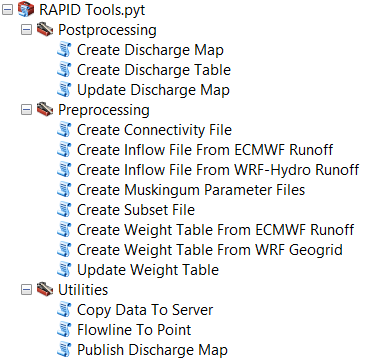 RAPID Tools.pyt
Postprocessing
Create Discharge Map
Create Discharge Table
Update Discharge Map
Preprocessing
Create Connectivity File
Create Inflow File From ECMWF Runoff
Create Inflow File From WRF-Hydro Runoff
Create Muskingum Parameter Files
Create Subset File
Create Weight Table From ECMWF Runoff
Create Weight Table From WRF Geogrid
Update Weight Table
Utilities
Copy Data To Server
Flowline To Point
Publish Discharge Map